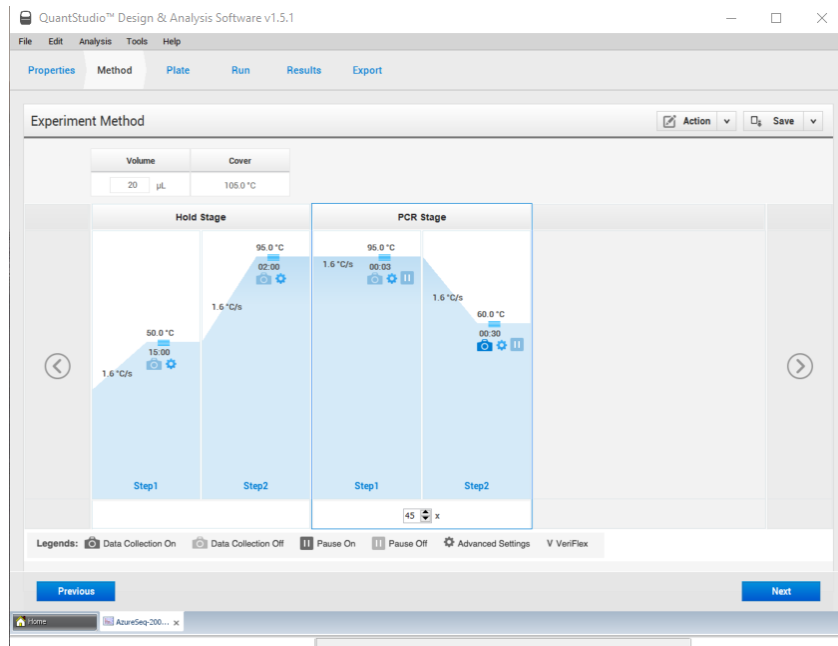 QuantStudio™ Design & Analysis Software v1.5.1
File Edit Analysis Tools Help
Properties Method Plate Run Results Export
Experiment Method
Action
Save
Volume Cover
20 µL 105.0 °C
Hold Stage PCR Stage
95.0 °C 95.0 °C
02:00 1.6 °C/s 00:03
1.6 °C/s
1.6 °C/s
60.0 °C
50.0 °C
00:30
15:00
1.6 °C/s
Step1 Step2 Step1 Step2
45 x
Legends: Data Collection On Data Collection Off Pause On Pause Off Advanced Settings V VeriFlex
Previous Next
Home AzureSeq-200... x